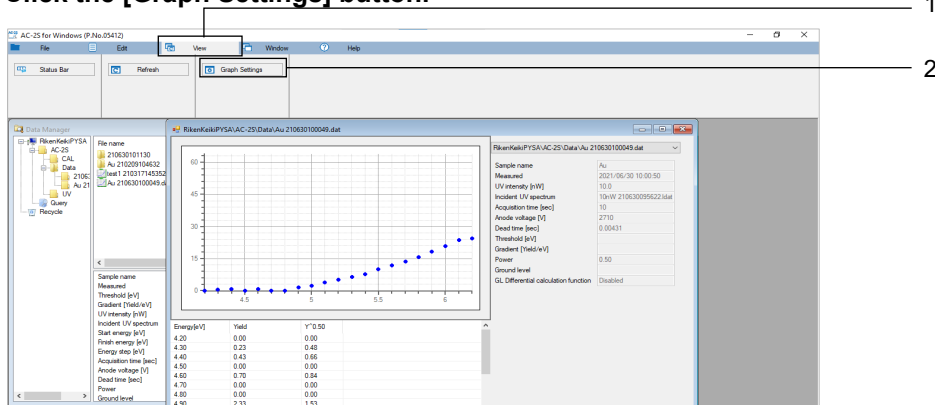 Click the [Graph Settings] button.
1
AC-2S for Windows (P.No.05412)
File Edit View Window Help
Status Bar Refresh Graph Settings
2
Data Manager
RikenKeikiPYSA
AC-2S
CAL
Data
2106:
Au 21
UV
Query
Recycle
File name
210630101130
Au 210209104632
test1 210317145352
Au 210630100049.d
Sample name
Measured
Threshold [eV]
Gradient [Yield/eV]
UV intensity [nW]
Incident UV spectrum
Start energy [eV]
Finish energy [eV]
Energy step [eV]
Acquisition time [sec]
Anode voltage [V]
Dead time [sec]
Power
Ground level
RikenKeikiPYSA\AC-2S\Data\Au 210630100049.dat
60
45
30
15
0
4.5 5 5.5 6
Energy[eV] Yield Y^0.50
4.20 0.00 0.00
4.30 0.23 0.48
4.40 0.43 0.66
4.50 0.00 0.00
4.60 0.70 0.84
4.70 0.00 0.00
4.80 0.00 0.00
4.90 2.33 1.53
RikenKeikiPYSA\AC-2S\Data\Au 210630100049.dat
Sample name Au
Measured 2021/06/30 10:00:50
UV intensity [nW] 10.0
Incident UV spectrum 10nW 210630095622.ldat
Acquisition time [sec] 10
Anode voltage [V] 2710
Dead time [sec] 0.00431
Threshold [eV]
Gradient [Yield/eV]
Power 0.50
Ground level
GL Differential calculation function Disabled